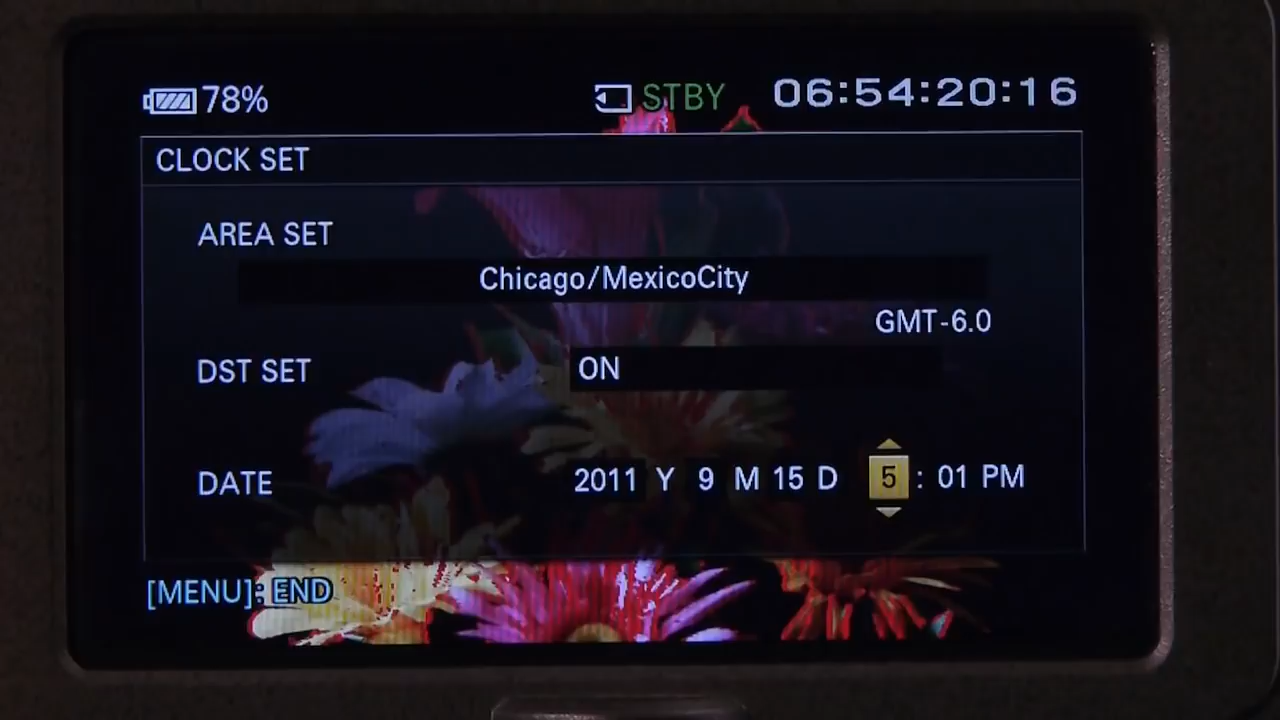 78% STBY 06:54:20:16
CLOCK SET
AREA SET
Chicago/MexicoCity
GMT-6.0
DST SET ON
DATE 2011 Y 9 M 15 D 5 : 01 PM
[MENU]: END